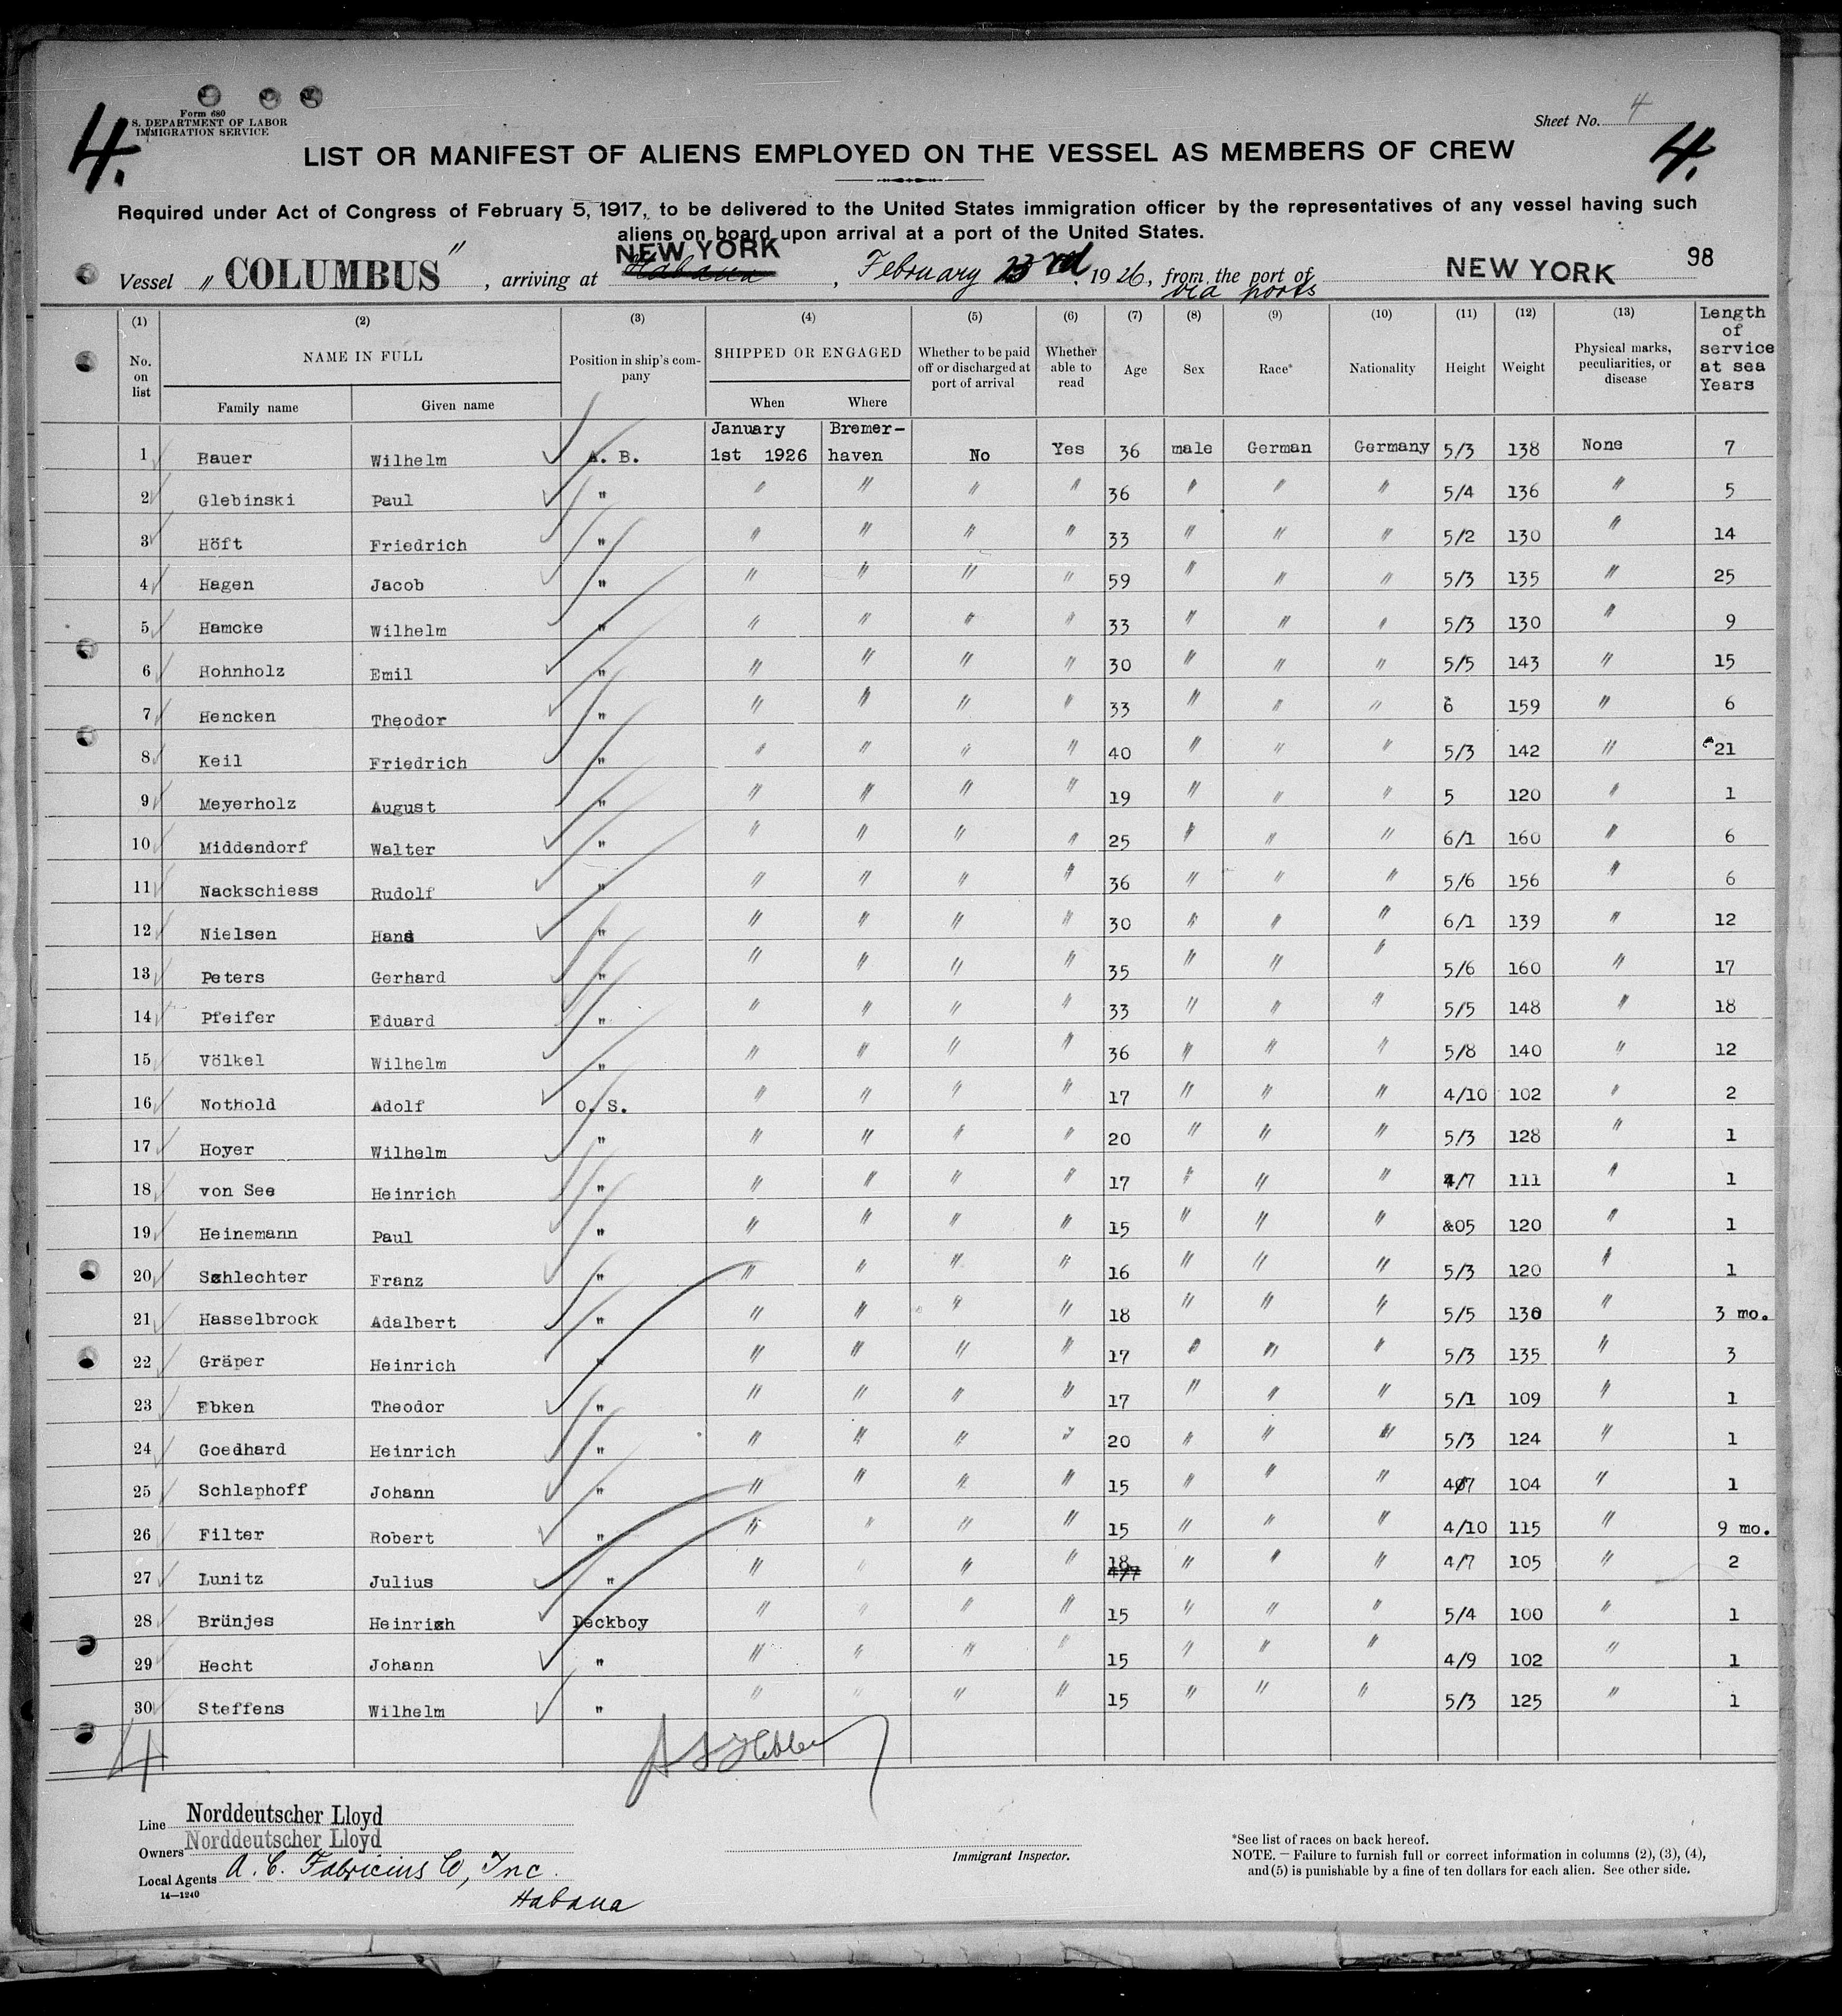 Form 680
S. DEPARTMENT OF LABOR
IMMIGRATION SERVICE
4.
Sheet No. 4
4.
LIST OR MANIFEST OF ALIENS EMPLOYED ON THE VESSEL AS MEMBERS OF CREW
Required under Act of Congress of February 5, 1917, to be delivered to the United States immigration officer by the representatives of any vessel having such
aliens on board upon arrival at a port of the United States.
Vessel " COLUMBUS ", arriving at Habana NEW YORK, February 23rd. 1926, from the port of NEW YORK 98
via ports
(1) (2) (3) (4) (5) (6) (7) (8) (9) (10) (11) (12) (13) Length of service at sea Years
No. on list NAME IN FULL Position in ship's company SHIPPED OR ENGAGED Whether to be paid off or discharged at port of arrival Whether able to read Age Sex Race* Nationality Height Weight Physical marks, peculiarities, or disease
Family name Given name When Where
1 Bauer Wilhelm A. B. January 1st 1926 Bremer-haven No Yes 36 male German Germany 5/3 138 None 7
2 Glebinski Paul " " " " " 36 " " " 5/4 136 " 5
3 Höft Friedrich " " " " " 33 " " " 5/2 130 " 14
4 Hagen Jacob " " " " " 59 " " " 5/3 135 " 25
5 Hamcke Wilhelm " " " " " 33 " " " 5/3 130 " 9
6 Hohnholz Emil " " " " " 30 " " " 5/5 143 " 15
7 Hencken Theodor " " " " " 33 " " " 6 159 " 6
8 Keil Friedrich " " " " " 40 " " " 5/3 142 " 21
9 Meyerholz August " " " " " 19 " " " 5 120 " 1
10 Middendorf Walter " " " " " 25 " " " 6/1 160 " 6
11 Nackschiess Rudolf " " " " " 36 " " " 5/6 156 " 6
12 Nielsen Hans " " " " " 30 " " " 6/1 139 " 12
13 Peters Gerhard " " " " " 35 " " " 5/6 160 " 17
14 Pfeifer Eduard " " " " " 33 " " " 5/5 148 " 18
15 Völkel Wilhelm " " " " " 36 " " " 5/8 140 " 12
16 Nothold Adolf O. S. " " " " 17 " " " 4/10 102 " 2
17 Hoyer Wilhelm " " " " " 20 " " " 5/3 128 " 1
18 von See Heinrich " " " " " 17 " " " 4/7 111 " 1
19 Heinemann Paul " " " " " 15 " " " &05 120 " 1
20 Schlechter Franz " " " " " 16 " " " 5/3 120 " 1
21 Hasselbrock Adalbert " " " " " 18 " " " 5/5 130 " 3 mo.
22 Gräper Heinrich " " " " " 17 " " " 5/3 135 " 3
23 Ebken Theodor " " " " " 17 " " " 5/1 109 " 1
24 Goedhard Heinrich " " " " " 20 " " " 5/3 124 " 1
25 Schlaphoff Johann " " " " " 15 " " " 4/7 104 " 1
26 Filter Robert " " " " " 15 " " " 4/10 115 " 9 mo.
27 Lunitz Julius " " " " " 18 4/7 " " " 4/7 105 " 2
28 Brünjes Heinrich Deckboy " " " " 15 " " " 5/4 100 " 1
29 Hecht Johann " " " " " 15 " " " 4/9 102 " 1
30 Steffens Wilhelm " " " " " 15 " " " 5/3 125 " 1
4
Line Norddeutscher Lloyd
Owners Norddeutscher Lloyd
Local Agents A. C. Fabricius Co, Inc.
14—1240
Habana
Immigrant Inspector.
*See list of races on back hereof.
NOTE.—Failure to furnish full or correct information in columns (2), (3), (4),
and (5) is punishable by a fine of ten dollars for each alien. See other side.